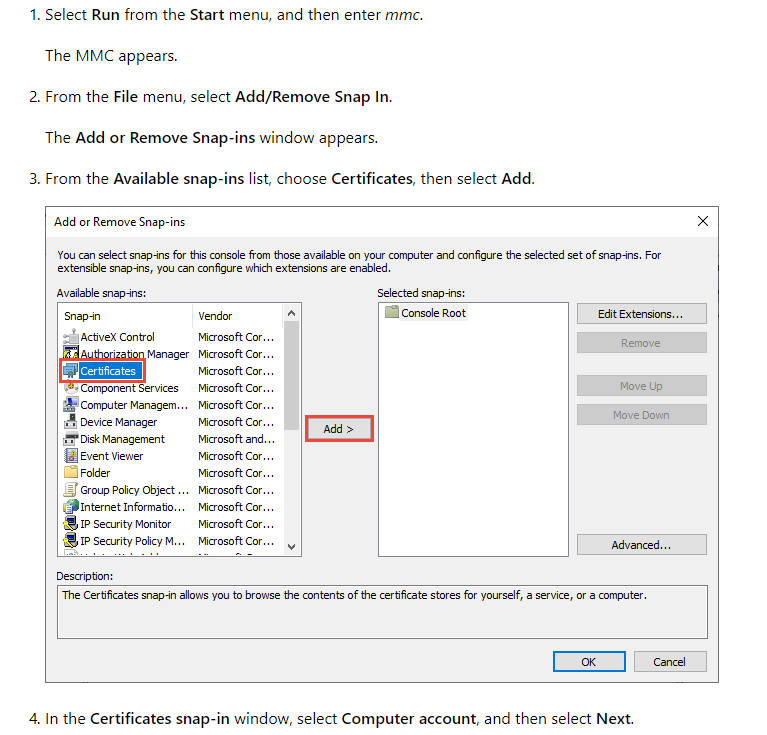 1. Select Run from the Start menu, and then enter mmc.
The MMC appears.
2. From the File menu, select Add/Remove Snap In.
The Add or Remove Snap-ins window appears.
3. From the Available snap-ins list, choose Certificates, then select Add.
Add or Remove Snap-ins
You can select snap-ins for this console from those available on your computer and configure the selected set of snap-ins. For
extensible snap-ins, you can configure which extensions are enabled.
Available snap-ins:
Snap-in Vendor
ActiveX Control Microsoft Cor...
Authorization Manager Microsoft Cor...
Certificates Microsoft Cor...
Component Services Microsoft Cor...
Computer Managem... Microsoft Cor...
Device Manager Microsoft Cor...
Disk Management Microsoft and...
Event Viewer Microsoft Cor...
Folder Microsoft Cor...
Group Policy Object ... Microsoft Cor...
Internet Informatio... Microsoft Cor...
IP Security Monitor Microsoft Cor...
IP Security Policy M... Microsoft Cor...
Add >
Selected snap-ins:
Console Root
Edit Extensions...
Remove
Move Up
Move Down
Advanced...
Description:
The Certificates snap-in allows you to browse the contents of the certificate stores for yourself, a service, or a computer.
OK Cancel
4. In the Certificates snap-in window, select Computer account, and then select Next.